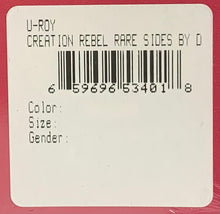 U-ROY
CREATION REBEL RARE SIDES BY D
6 59696 53401 8
Color:
Size:
Gender: